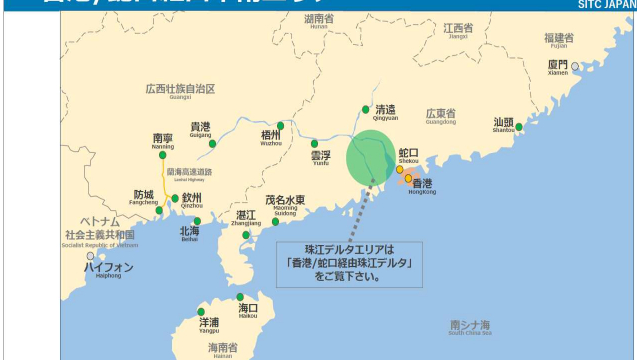 SITC JAPAN
湖南省
Hunan
江西省
Jiangxi
福建省
Fujian
廈門
Xiamen
広西壮族自治区
Guangxi
清遠
Qingyuan
広東省
Guangdong
汕頭
Shantou
貴港
Guigang
梧州
Wuzhou
南寧
Nanning
雲浮
Yunfu
蛇口
Shekou
香港
HongKong
蘭海高速道路
Lanhai Highway
防城
Fangcheng
欽州
Qinzhou
茂名水東
Maoming
Suidong
湛江
Zhangjiang
北海
Beihai
ベトナム
社会主義共和国
Socialist Republic of Vietnam
ハイフォン
Haiphong
珠江デルタエリアは
「香港/蛇口経由珠江デルタ」
をご覧下さい。
海口
Haikou
洋浦
Yangpu
海南省
Hainan
南シナ海
South China Sea